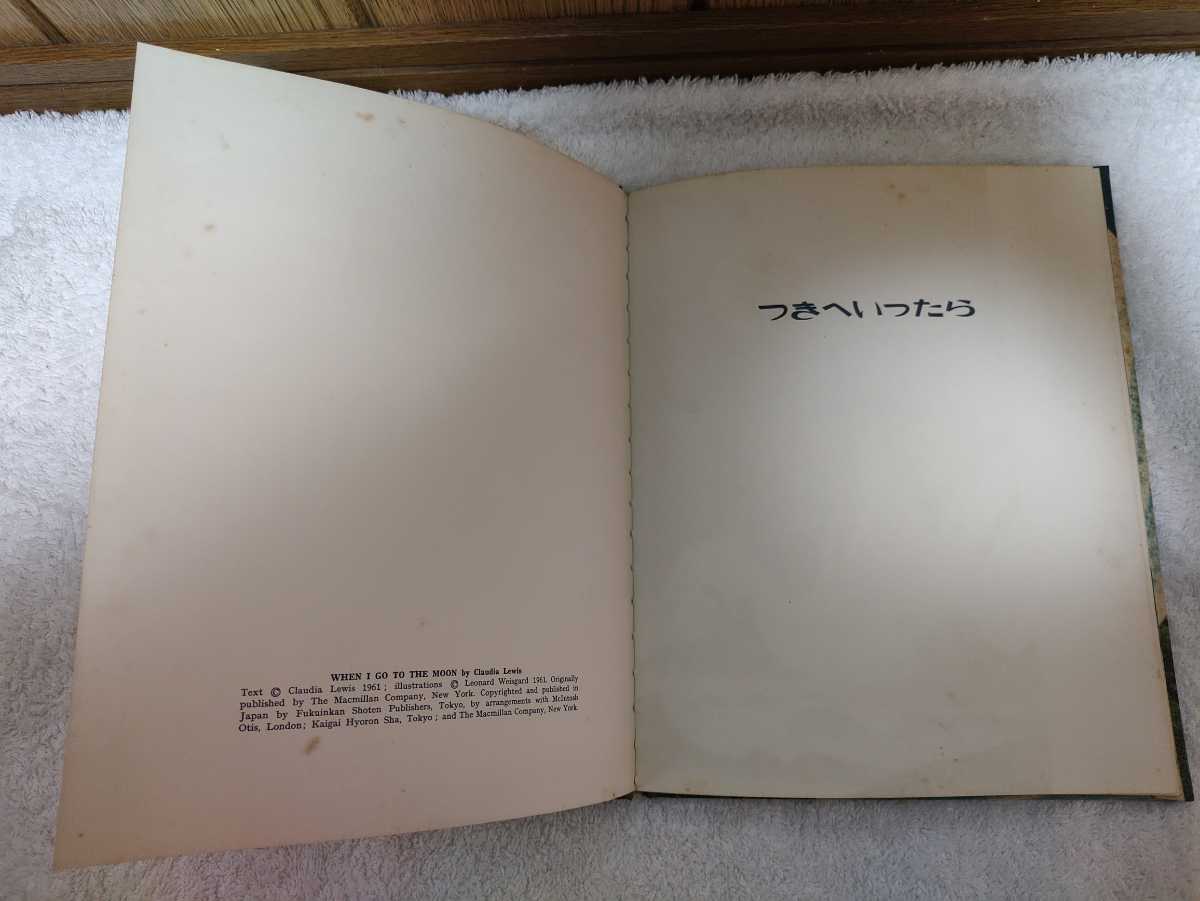 WHEN I GO TO THE MOON by Claudia Lewis
Text © Claudia Lewis 1961; illustrations © Leonard Weisgard 1961. Originally
published by The Macmillan Company, New York. Copyrighted and published in
Japan by Fukuinkan Shoten Publishers, Tokyo, by arrangements with McIntosh
Otis, London; Kaigai Hyoron Sha, Tokyo; and The Macmillan Company, New York.
つきへいったら